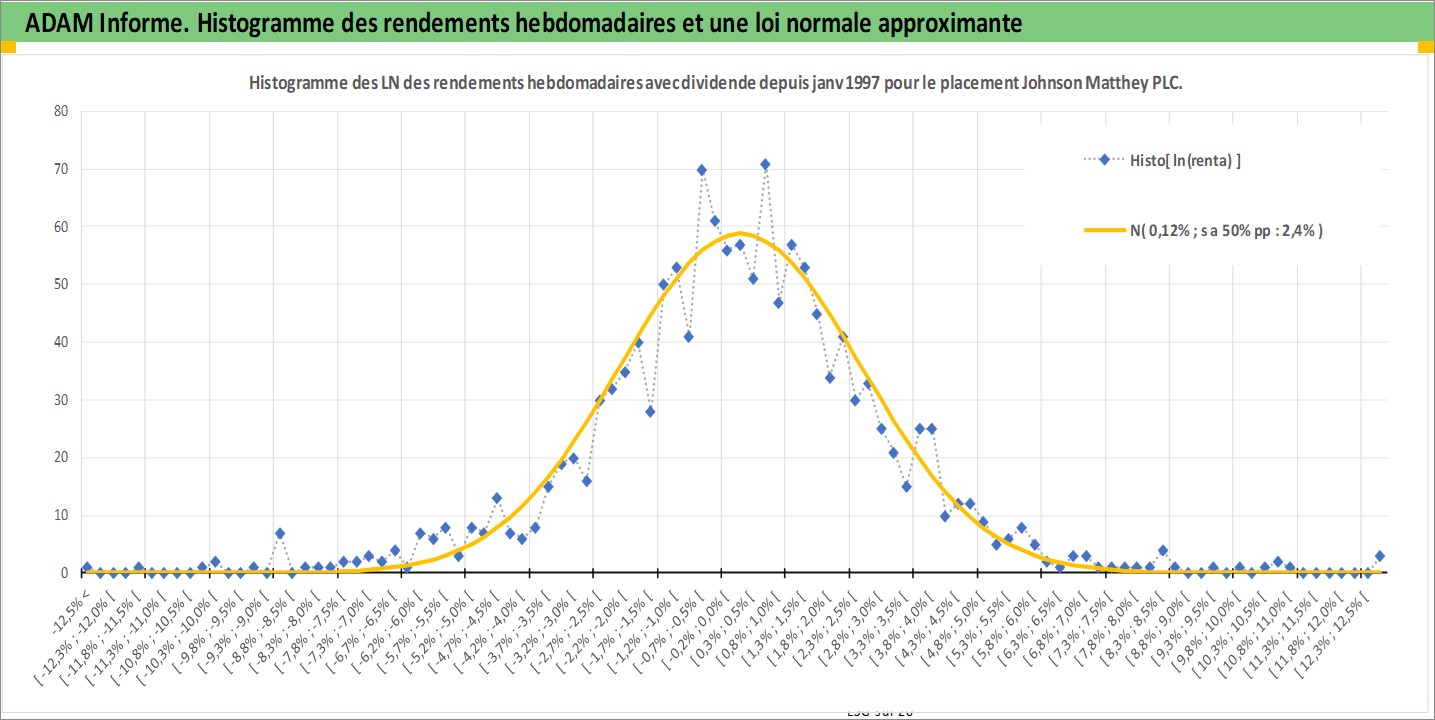 ADAM Informe. Histogramme des rendements hebdomadaires et une loi normale approximante
Histogramme des LN des rendements hebdomadaires avec dividende depuis janv 1997 pour le placement Johnson Matthey PLC.
80
70
60
50
40
30
20
10
0
Histo[ ln(renta) ]
N( 0,12% ; s a 50% pp : 2,4% )
-12,5% <
[ -12,3% ; -12,0% [
[ -11,8% ; -11,5% [
[ -11,3% ; -11,0% [
[ -10,8% ; -10,5% [
[ -10,3% ; -10,0% [
[ -9,8% ; -9,5% [
[ -9,3% ; -9,0% [
[ -8,8% ; -8,5% [
[ -8,3% ; -8,0% [
[ -7,8% ; -7,5% [
[ -7,3% ; -7,0% [
[ -6,7% ; -6,5% [
[ -6,2% ; -6,0% [
[ -5,7% ; -5,5% [
[ -5,2% ; -5,0% [
[ -4,7% ; -4,5% [
[ -4,2% ; -4,0% [
[ -3,7% ; -3,5% [
[ -3,2% ; -3,0% [
[ -2,7% ; -2,5% [
[ -2,2% ; -2,0% [
[ -1,7% ; -1,5% [
[ -1,2% ; -1,0% [
[ -0,7% ; -0,5% [
[ -0,2% ; 0,0% [
[ 0,3% ; 0,5% [
[ 0,8% ; 1,0% [
[ 1,3% ; 1,5% [
[ 1,8% ; 2,0% [
[ 2,3% ; 2,5% [
[ 2,8% ; 3,0% [
[ 3,3% ; 3,5% [
[ 3,8% ; 4,0% [
[ 4,3% ; 4,5% [
[ 4,8% ; 5,0% [
[ 5,3% ; 5,5% [
[ 5,8% ; 6,0% [
[ 6,3% ; 6,5% [
[ 6,8% ; 7,0% [
[ 7,3% ; 7,5% [
[ 7,8% ; 8,0% [
[ 8,3% ; 8,5% [
[ 8,8% ; 9,0% [
[ 9,3% ; 9,5% [
[ 9,8% ; 10,0% [
[ 10,3% ; 10,5% [
[ 10,8% ; 11,0% [
[ 11,3% ; 11,5% [
[ 11,8% ; 12,0% [
[ 12,3% ; 12,5% [